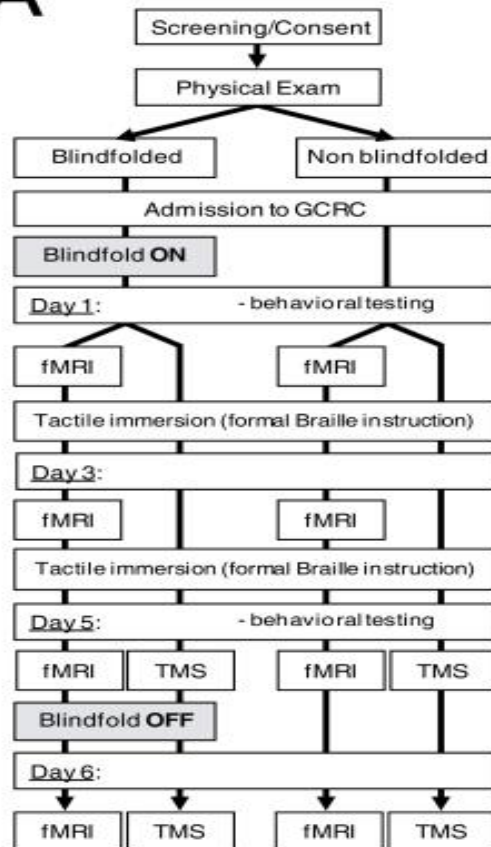 A
Screening/Consent
Physical Exam
Blindfolded Non blindfolded
Admission to GCRC
Blindfold ON
Day 1: - behavioral testing
fMRI fMRI
Tactile immersion (formal Braille instruction)
Day 3:
fMRI fMRI
Tactile immersion (formal Braille instruction)
Day 5: - behavioral testing
fMRI TMS fMRI TMS
Blindfold OFF
Day 6:
fMRI TMS fMRI TMS